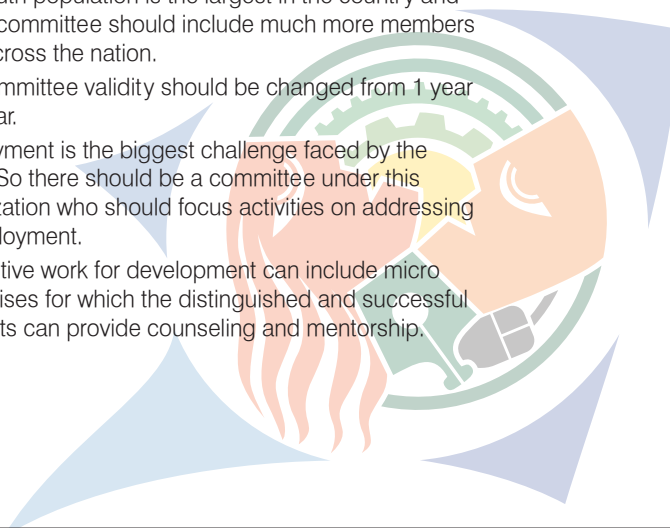 uth population is the largest in the country and
committee should include much more members
cross the nation.
mmittee validity should be changed from 1 year
ar.
yment is the biggest challenge faced by the
So there should be a committee under this
zation who should focus activities on addressing
loyment.
tive work for development can include micro
ises for which the distinguished and successful
ts can provide counseling and mentorship.